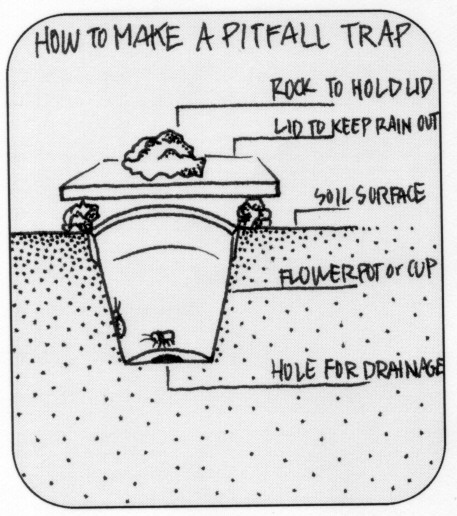 HOW TO MAKE A PITFALL TRAP
ROCK TO HOLD LID
LID TO KEEP RAIN OUT
SOIL SURFACE
FLOWERPOT or CUP
HOLE FOR DRAINAGE